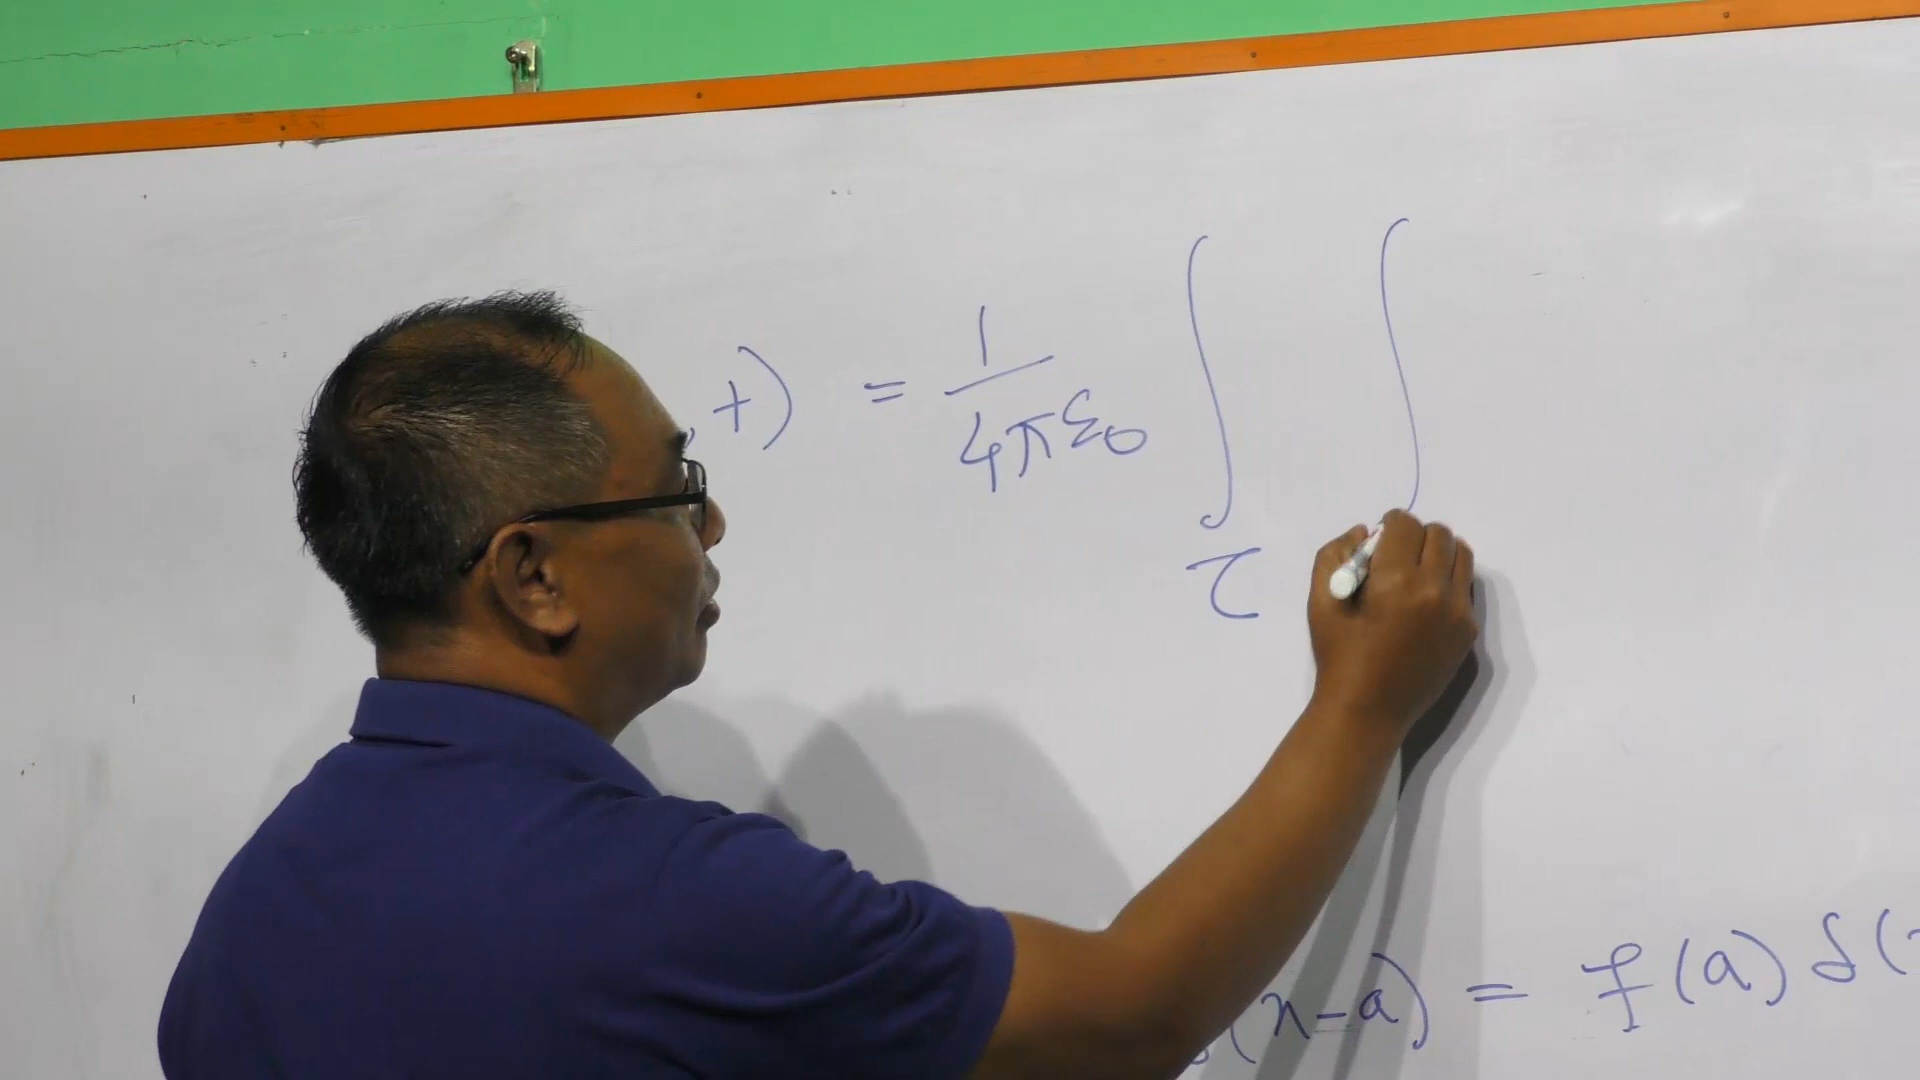 , t) = 1/4πε₀ ∫τ ∫
(x-a) = f(a) δ(